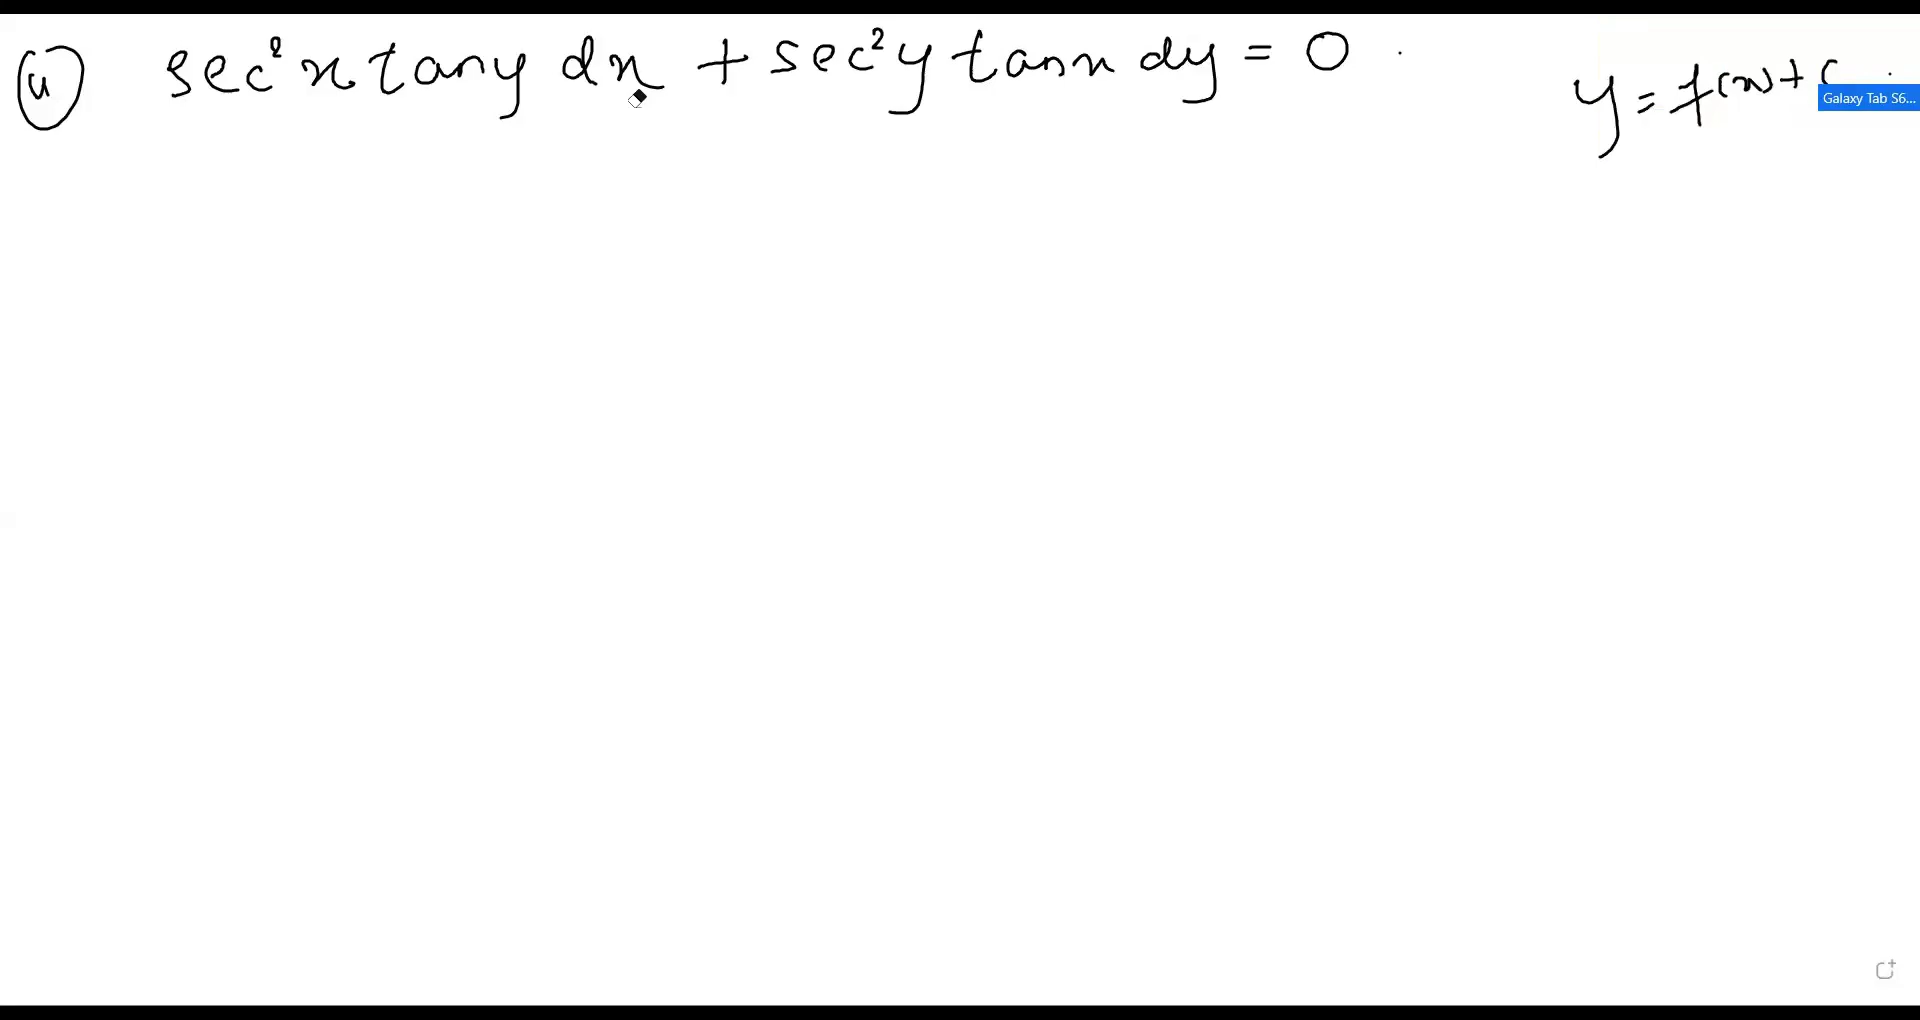 (ii) sec²x tany dx + sec²y tanx dy = 0
y = f(x) + C
Galaxy Tab S6...